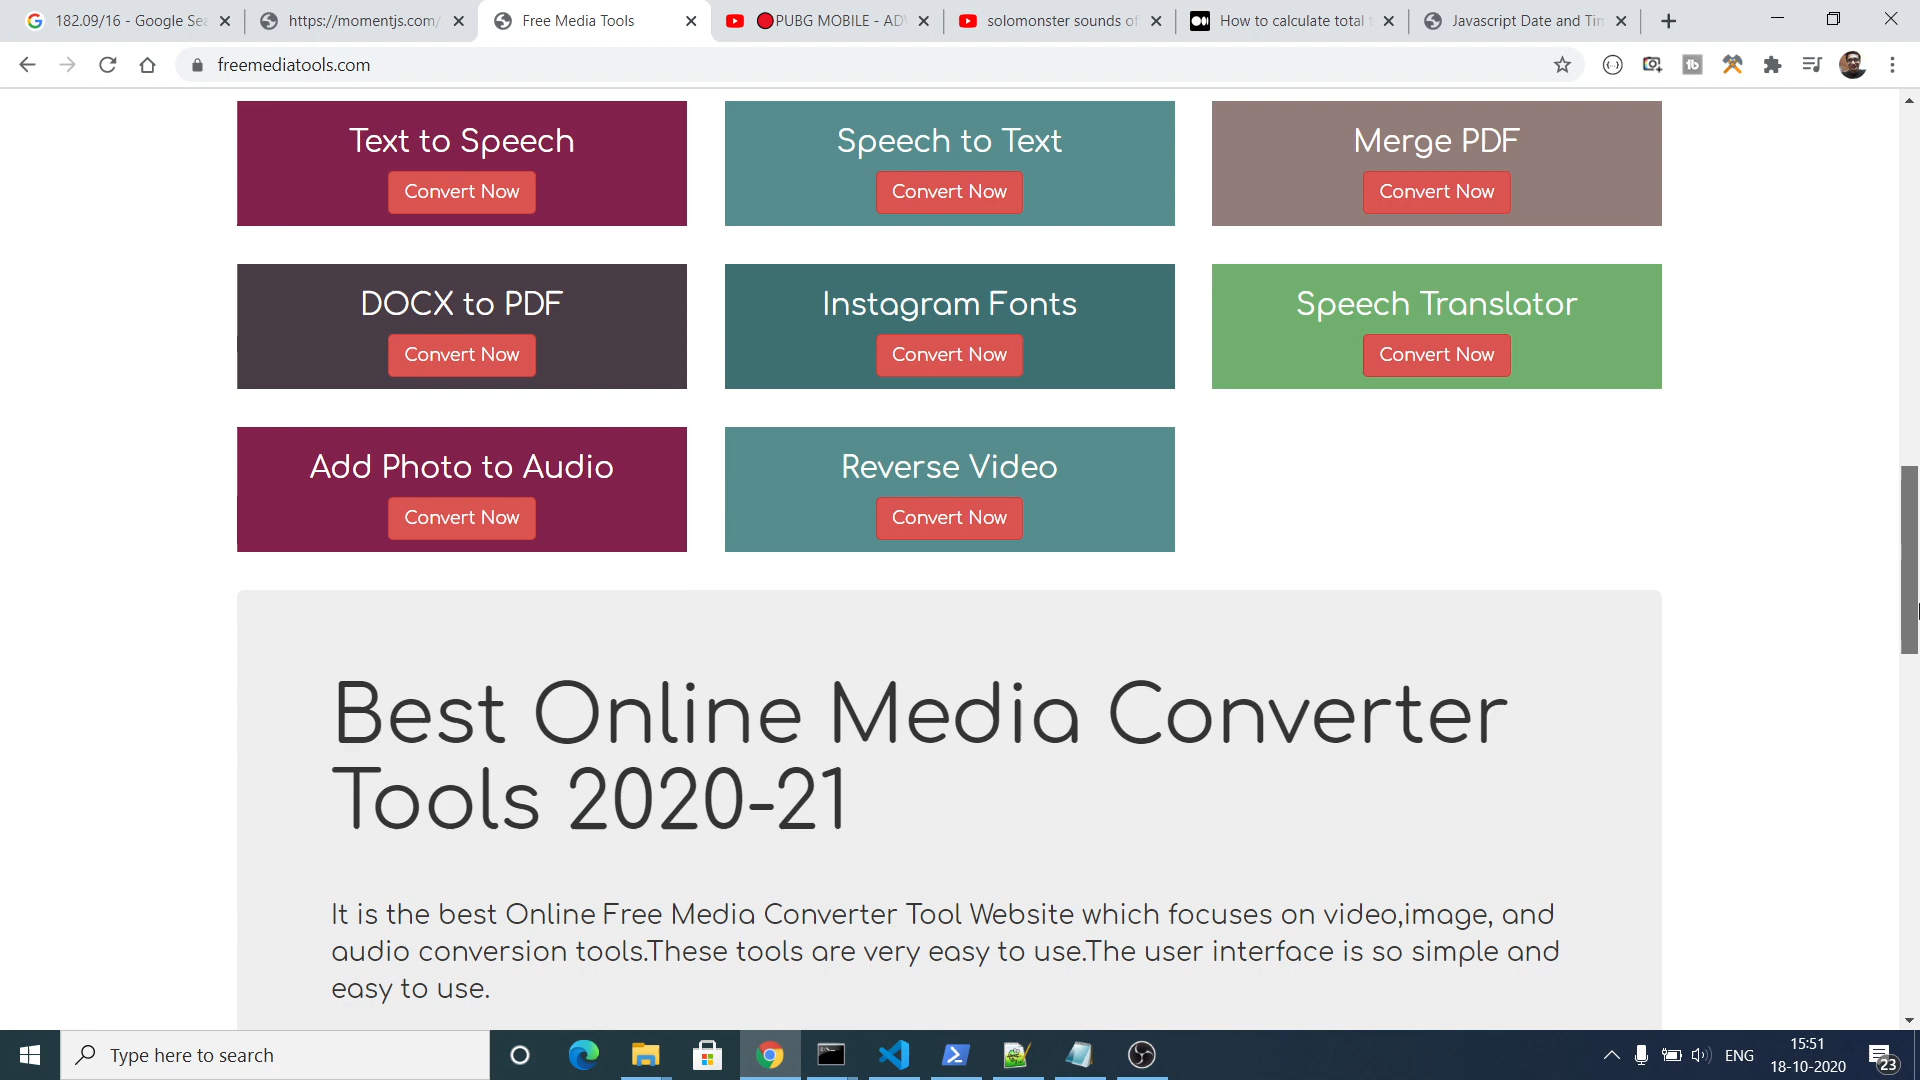 182.09/16 - Google Sea
https://momentjs.com/
Free Media Tools
PUBG MOBILE - ADV
solomonster sounds of
How to calculate total
Javascript Date and Tim
freemediatools.com
Text to Speech
Convert Now
Speech to Text
Convert Now
Merge PDF
Convert Now
DOCX to PDF
Convert Now
Instagram Fonts
Convert Now
Speech Translator
Convert Now
Add Photo to Audio
Convert Now
Reverse Video
Convert Now
Best Online Media Converter
Tools 2020-21
It is the best Online Free Media Converter Tool Website which focuses on video,image, and
audio conversion tools.These tools are very easy to use.The user interface is so simple and
easy to use.
Type here to search
ENG
15:51
18-10-2020
23